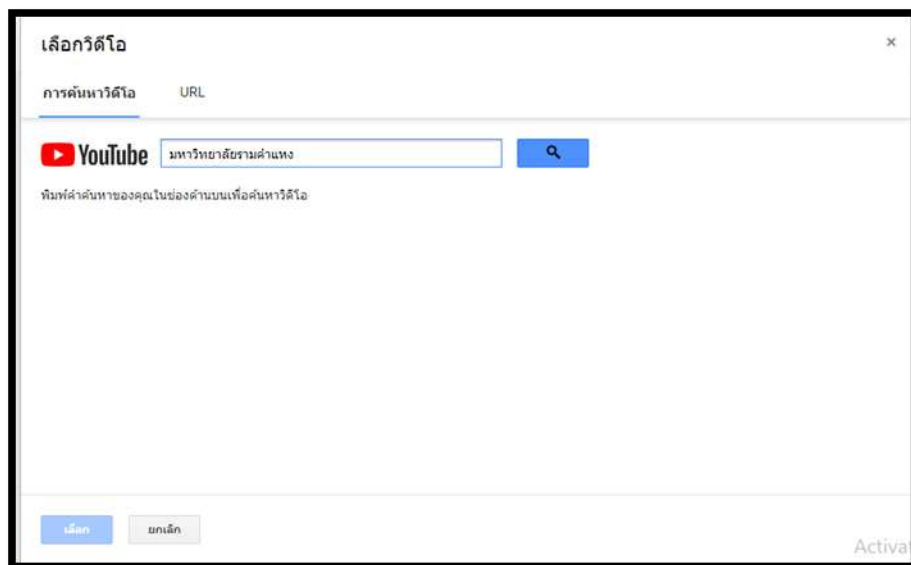 เลือกวิดีโอ ×
การค้นหาวิดีโอ URL
YouTube มหาวิทยาลัยรามคำแหง
พิมพ์คำค้นหาของคุณในช่องด้านบนเพื่อค้นหาวิดีโอ
เลือก ยกเลิก